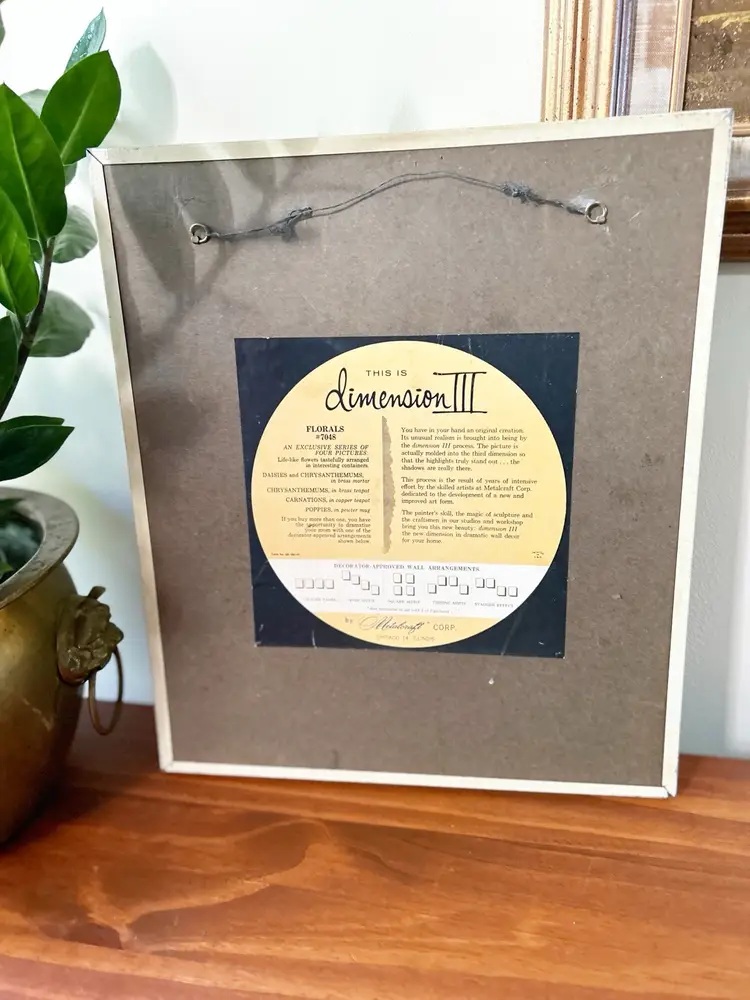 THIS IS
dimension III
FLORALS
#7048
AN EXCLUSIVE SERIES OF
FOUR PICTURES
Life-like flowers tastefully arranged
in interesting containers.
DAISIES and CHRYSANTHEMUMS,
in brass mortar
CHRYSANTHEMUMS, in brass teapot
CARNATIONS, in copper teapot
POPPIES, in pewter mug
If you buy more than one, you have
the opportunity to dramatize
your room with one of the
decorator-approved arrangements
shown below.
You have in your hand an original creation.
Its unusual realism is brought into being by
the dimension III process. The picture is
actually molded into the third dimension so
that the highlights truly stand out . . . the
shadows are really there.
This process is the result of years of intensive
effort by the skilled artists at Metalcraft Corp.
dedicated to the development of a new and
improved art form.
The painter's skill, the magic of sculpture and
the craftsmen in our studios and workshop
bring you this new beauty: dimension III
the new dimension in dramatic wall decor
for your home.
DECORATOR-APPROVED WALL ARRANGEMENTS
by Metalcraft CORP.
CHICAGO 14 ILLINOIS